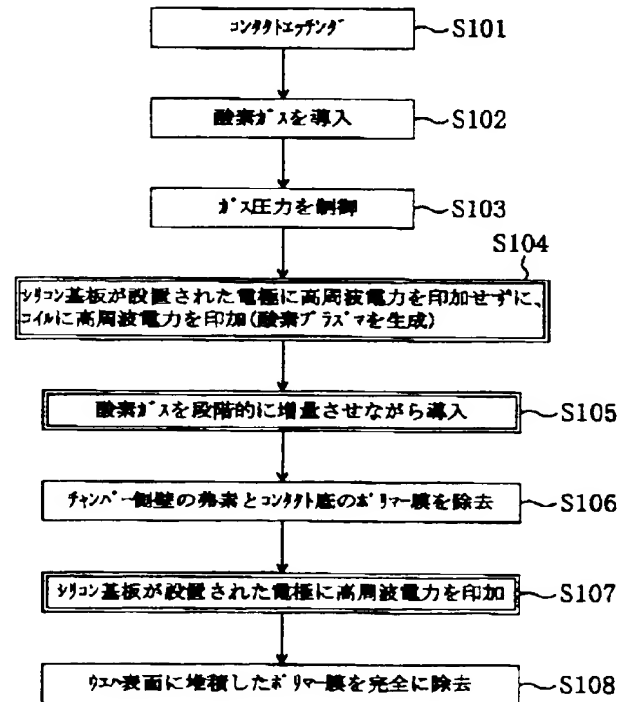 コンタクトエッチング
S101
酸素ガスを導入
S102
ガス圧力を制御
S103
S104
シリコン基板が設置された電極に高周波電力を印加せずに、
コイルに高周波電力を印加(酸素プラズマを生成)
酸素ガスを段階的に増量させながら導入
S105
チャンバー側壁の弗素とコンタクト底のポリマー膜を除去
S106
シリコン基板が設置された電極に高周波電力を印加
S107
ウエハ表面に堆積したポリマー膜を完全に除去
S108